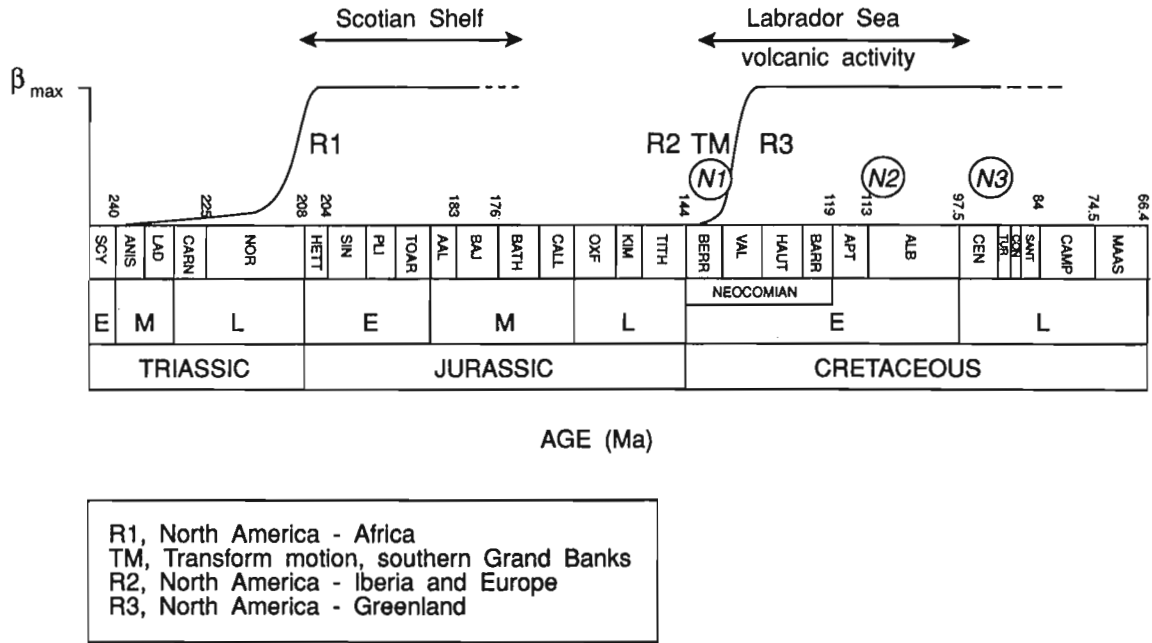 Scotian Shelf Labrador Sea
volcanic activity
βmax
R1 R2 TM R3
N1 N2 N3
240 225 208 204 183 176 144 119 113 97.5 84 74.5 66.4
SCY ANIS LAD CARN NOR HETT SIN PLI TOAR AAL BAJ BATH CALL OXF KIM TITH BERR VAL HAUT BARR APT ALB CEN TUR CON SANT CAMP MAAS
NEOCOMIAN
E M L E M L E L
TRIASSIC JURASSIC CRETACEOUS
AGE (Ma)
R1, North America - Africa
TM, Transform motion, southern Grand Banks
R2, North America - Iberia and Europe
R3, North America - Greenland